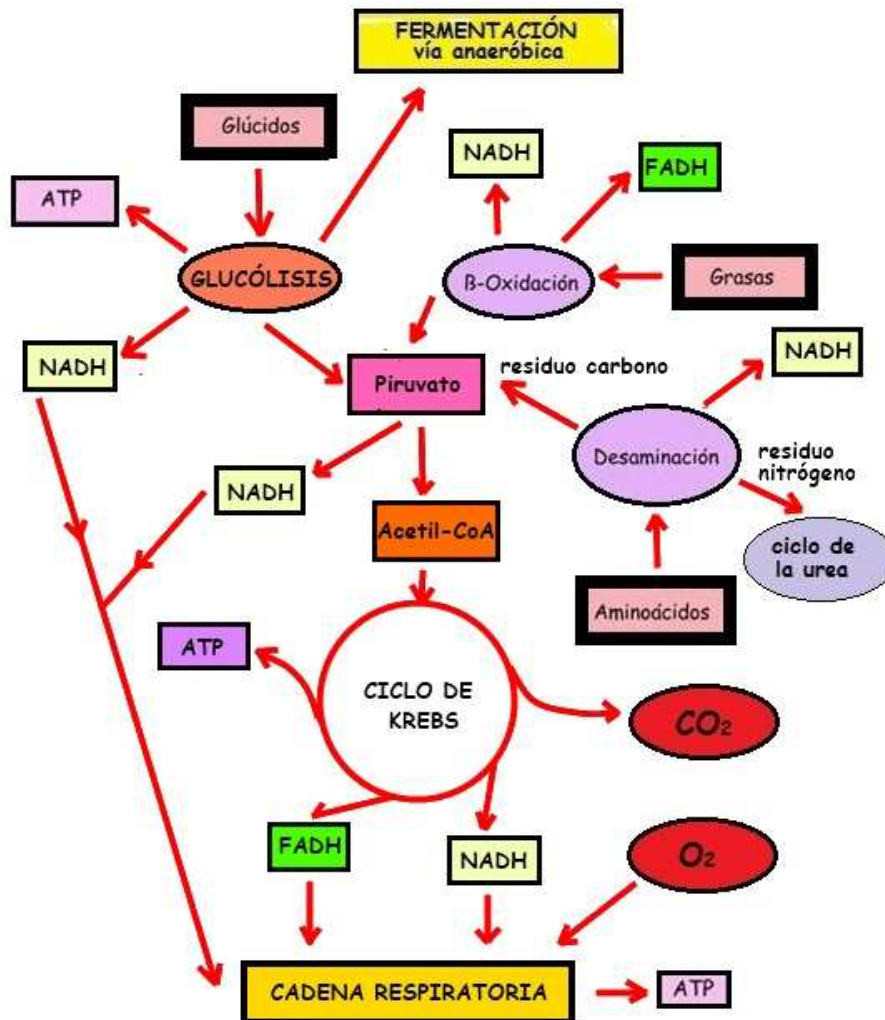 FERMENTACIÓN
vía anaeróbica
Glúcidos
NADH
FADH
ATP
GLUCÓLISIS
ß-Oxidación
Grasas
NADH
NADH
residuo carbono
Piruvato
Desaminación
residuo
nitrógeno
NADH
Acetil-CoA
ciclo de
la urea
Aminoácidos
ATP
CICLO DE
KREBS
CO₂
FADH
NADH
O₂
CADENA RESPIRATORIA
ATP